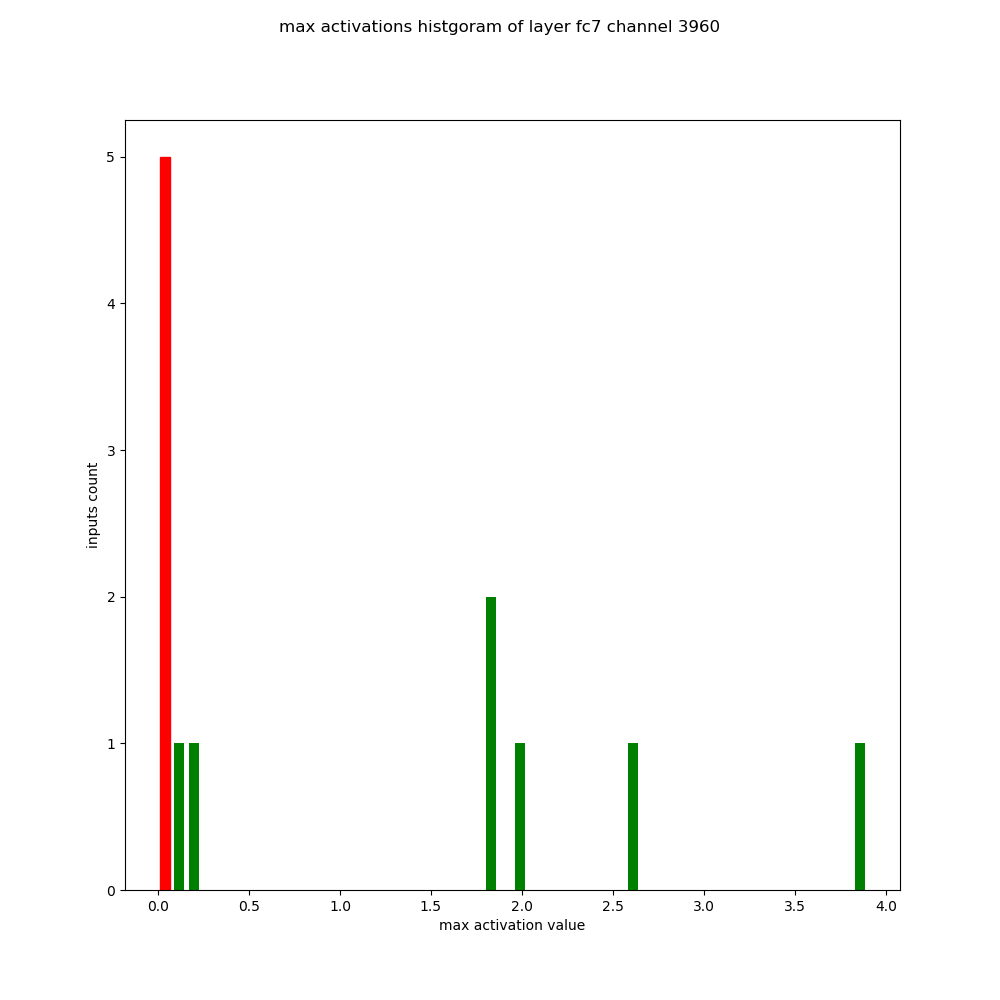 max activations histgoram of layer fc7 channel 3960
5
4
3
2
1
0
inputs count
0.0 0.5 1.0 1.5 2.0 2.5 3.0 3.5 4.0
max activation value